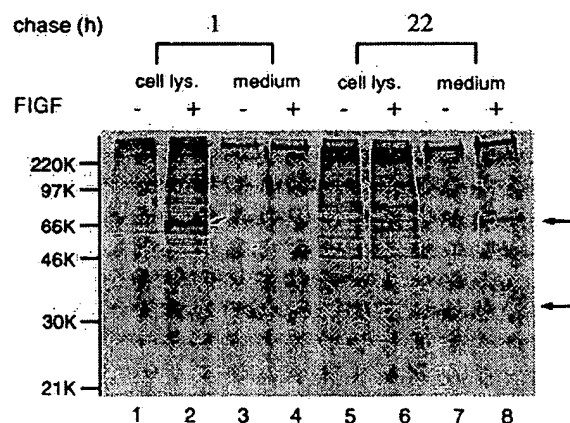 chase (h) 1 22
cell lys. medium cell lys. medium
FIGF - + - + - + - +
220K
97K
66K
46K
30K
21K
1 2 3 4 5 6 7 8